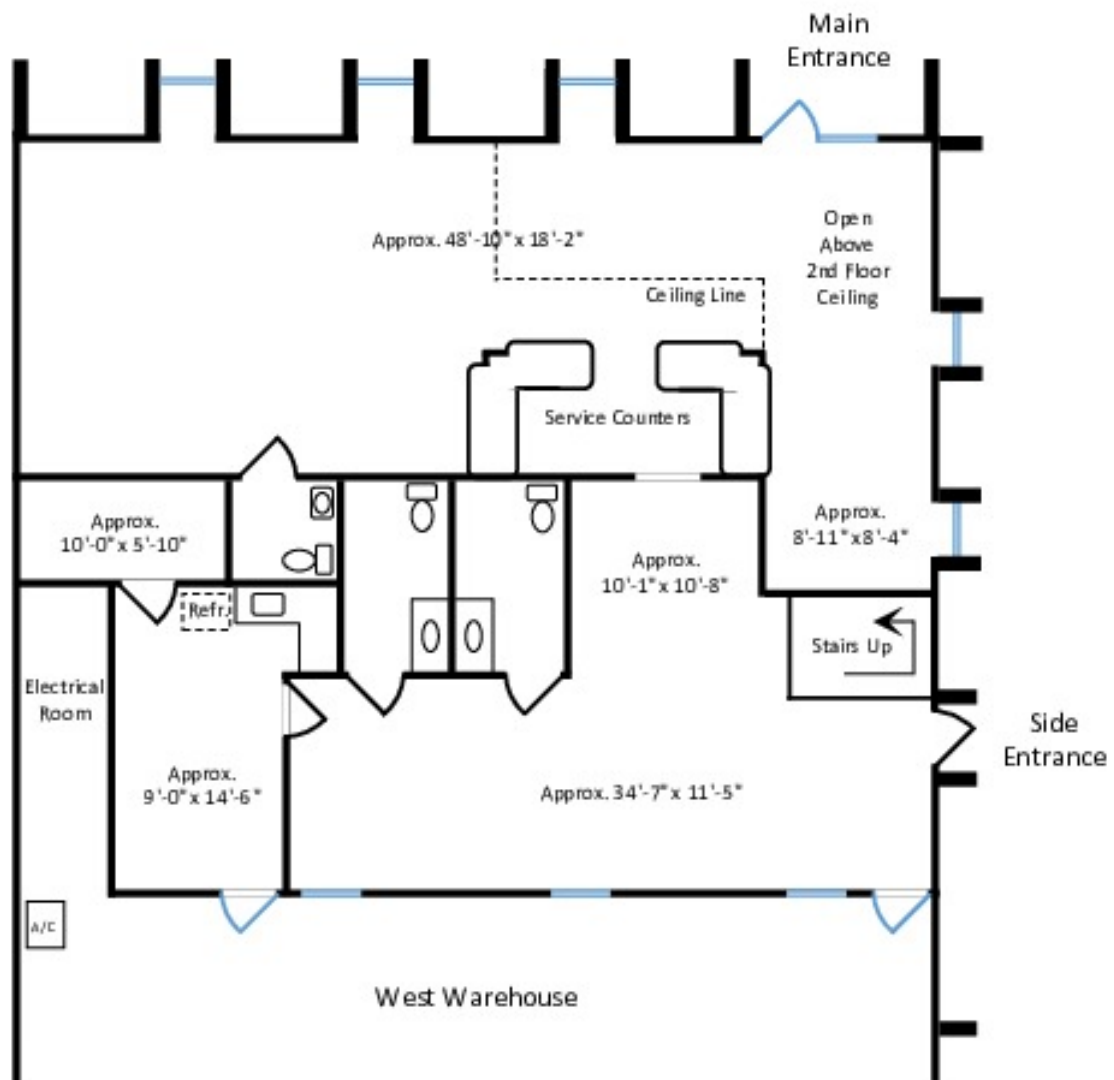 Main
Entrance
Open
Above
2nd Floor
Ceiling
Approx. 48'-10" x 18'-2"
Ceiling Line
Service Counters
Approx.
10'-0" x 5'-10"
Approx.
8'-11" x 8'-4"
Approx.
10'-1" x 10'-8"
Refr.
Stairs Up
Electrical
Room
Side
Entrance
Approx.
9'-0" x 14'-6"
Approx. 34'-7" x 11'-5"
A/C
West Warehouse